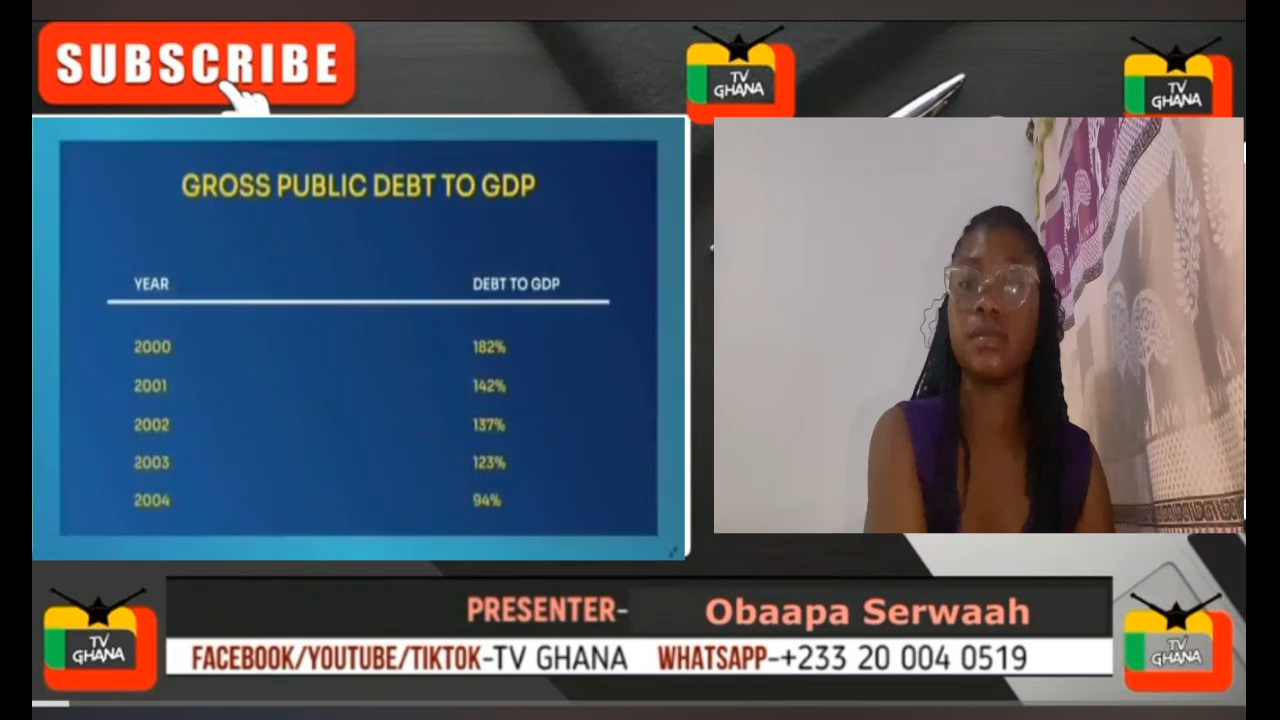 SUBSCRIBE
TV
GHANA
TV
GHANA
GROSS PUBLIC DEBT TO GDP
YEAR DEBT TO GDP
2000 182%
2001 142%
2002 137%
2003 123%
2004 94%
PRESENTER- Obaapa Serwaah
FACEBOOK/YOUTUBE/TIKTOK-TV GHANA WHATSAPP-+233 20 004 0519
TV
GHANA
TV
GHANA